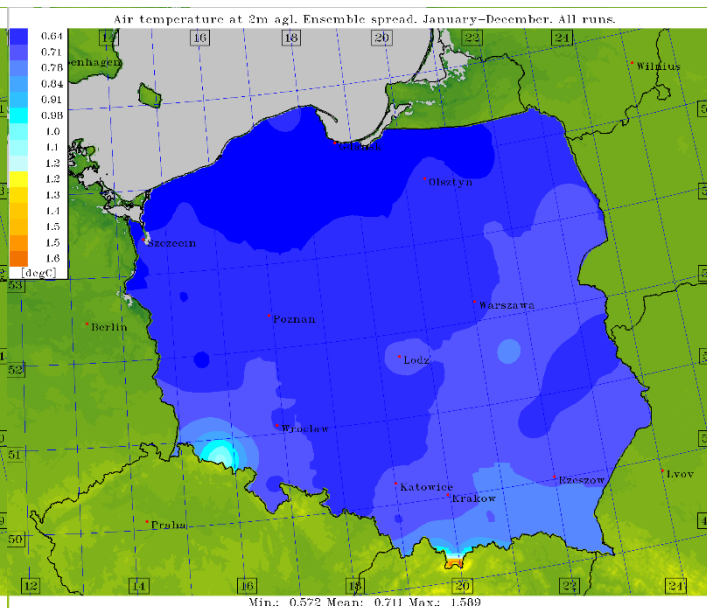 Air temperature at 2m agl. Ensemble spread. January-December. All runs.
16 18 20 22 24
0.64
0.71
0.78
0.84
0.91
0.98
1.0
1.1
1.2
1.2
1.3
1.4
1.5
1.5
1.6
[degC]
Wilnius
Olsztyn
Szczecin
53
Warszawa
Poznan
Berlin
Lodz
52
Wroclaw
51
Katowice
Krakow
Rzeszow
Lvov
Praha
50
12 14 16 18 20 22 24
Min.: 0.572 Mean: 0.711 Max.: 1.589